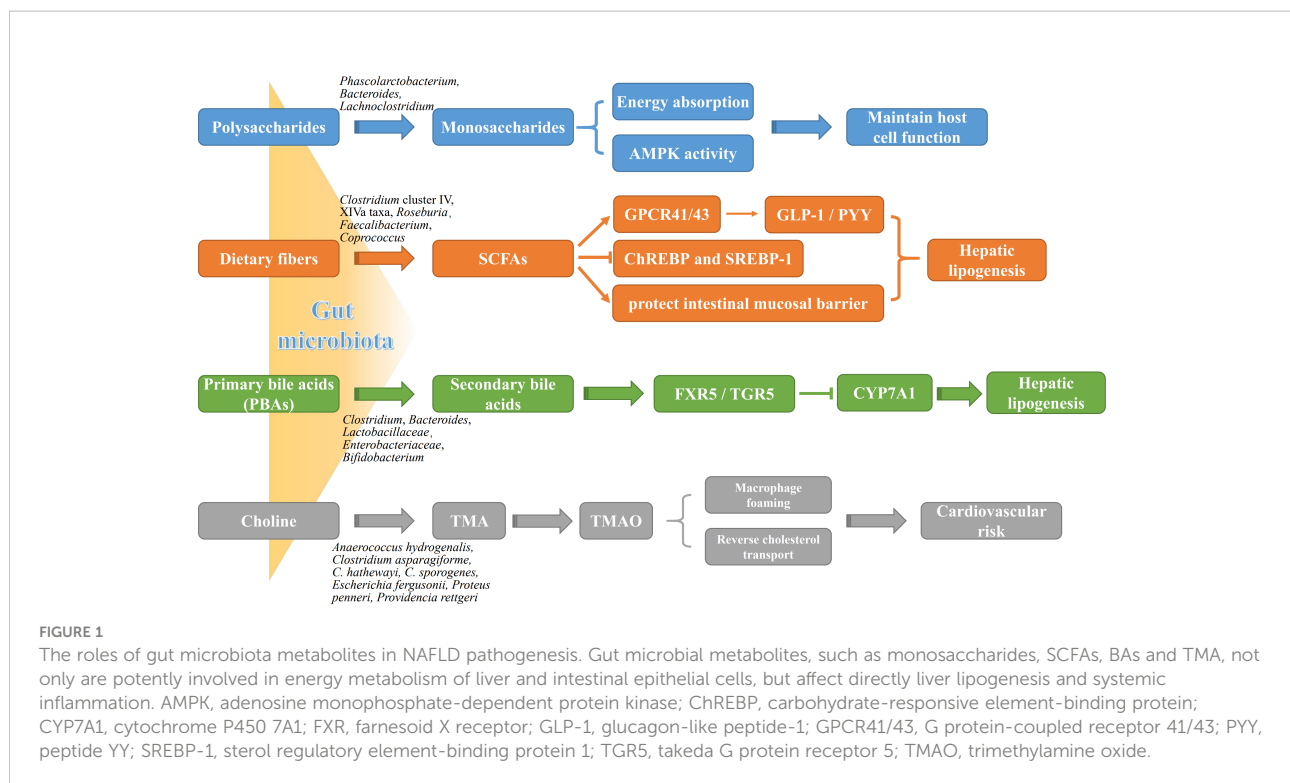 Phascolarctobacterium,
Bacteroides,
Lachnoclostridium
Polysaccharides
Monosaccharides
Energy absorption
AMPK activity
Maintain host
cell function
Clostridium cluster IV,
XIVa taxa, Roseburia,
Faecalibacterium,
Coprococcus
Dietary fibers
SCFAs
GPCR41/43
GLP-1 / PYY
ChREBP and SREBP-1
protect intestinal mucosal barrier
Hepatic
lipogenesis
Gut
microbiota
Primary bile acids
(PBAs)
Secondary bile
acids
FXR5 / TGR5
CYP7A1
Hepatic
lipogenesis
Clostridium, Bacteroides,
Lactobacillaceae,
Enterobacteriaceae,
Bifidobacterium
Choline
TMA
TMAO
Macrophage
foaming
Reverse cholesterol
transport
Cardiovascular
risk
Anaerococcus hydrogenalis,
Clostridium asparagiforme,
C. hathewayi, C. sporogenes,
Escherichia fergusonii, Proteus
penneri, Providencia rettgeri
FIGURE 1
The roles of gut microbiota metabolites in NAFLD pathogenesis. Gut microbial metabolites, such as monosaccharides, SCFAs, BAs and TMA, not
only are potently involved in energy metabolism of liver and intestinal epithelial cells, but affect directly liver lipogenesis and systemic
inflammation. AMPK, adenosine monophosphate-dependent protein kinase; ChREBP, carbohydrate-responsive element-binding protein;
CYP7A1, cytochrome P450 7A1; FXR, farnesoid X receptor; GLP-1, glucagon-like peptide-1; GPCR41/43, G protein-coupled receptor 41/43; PYY,
peptide YY; SREBP-1, sterol regulatory element-binding protein 1; TGR5, takeda G protein receptor 5; TMAO, trimethylamine oxide.